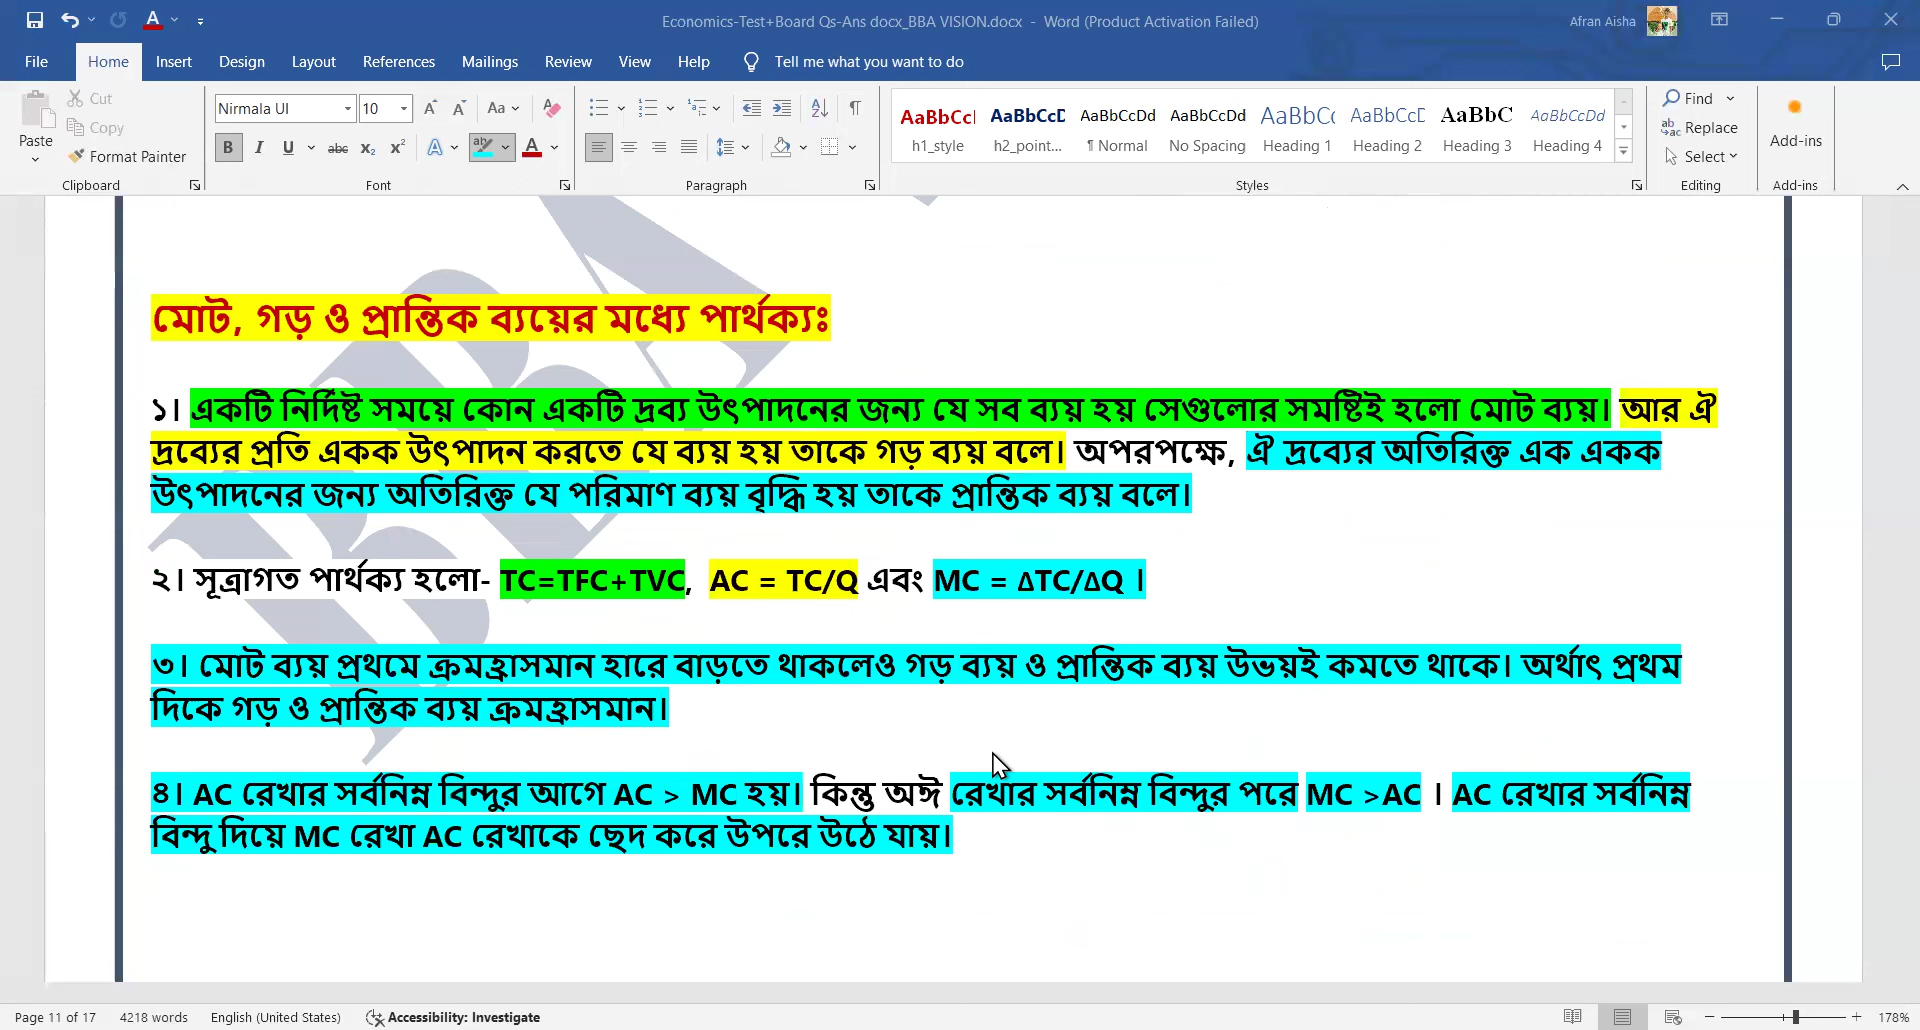 Economics-Test+Board Qs-Ans docx_BBA VISION.docx - Word (Product Activation Failed)
Afran Aisha
File Home Insert Design Layout References Mailings Review View Help Tell me what you want to do
Paste
Cut
Copy
Format Painter
Clipboard
Nirmala UI 10
Font
Paragraph
AaBbCcI AaBbCcD AaBbCcDd AaBbCcDd AaBbCc AaBbCcD AaBbC AaBbCcDd
h1_style h2_point... ¶ Normal No Spacing Heading 1 Heading 2 Heading 3 Heading 4
Styles
Find
Replace
Select
Editing
Add-ins
Add-ins
মোট, গড় ও প্রান্তিক ব্যয়ের মধ্যে পার্থক্যঃ
১। একটি নির্দিষ্ট সময়ে কোন একটি দ্রব্য উৎপাদনের জন্য যে সব ব্যয় হয় সেগুলোর সমষ্টিই হলো মোট ব্যয়। আর ঐ
দ্রব্যের প্রতি একক উৎপাদন করতে যে ব্যয় হয় তাকে গড় ব্যয় বলে। অপরপক্ষে, ঐ দ্রব্যের অতিরিক্ত এক একক
উৎপাদনের জন্য অতিরিক্ত যে পরিমাণ ব্যয় বৃদ্ধি হয় তাকে প্রান্তিক ব্যয় বলে।
২। সূত্রাগত পার্থক্য হলো- TC=TFC+TVC, AC = TC/Q এবং MC = ΔTC/ΔQ ।
৩। মোট ব্যয় প্রথমে ক্রমহ্রাসমান হারে বাড়তে থাকলেও গড় ব্যয় ও প্রান্তিক ব্যয় উভয়ই কমতে থাকে। অর্থাৎ প্রথম
দিকে গড় ও প্রান্তিক ব্যয় ক্রমহ্রাসমান।
৪। AC রেখার সর্বনিম্ন বিন্দুর আগে AC > MC হয়। কিন্তু অঈ রেখার সর্বনিম্ন বিন্দুর পরে MC >AC । AC রেখার সর্বনিম্ন
বিন্দু দিয়ে MC রেখা AC রেখাকে ছেদ করে উপরে উঠে যায়।
Page 11 of 17 4218 words English (United States) Accessibility: Investigate 178%